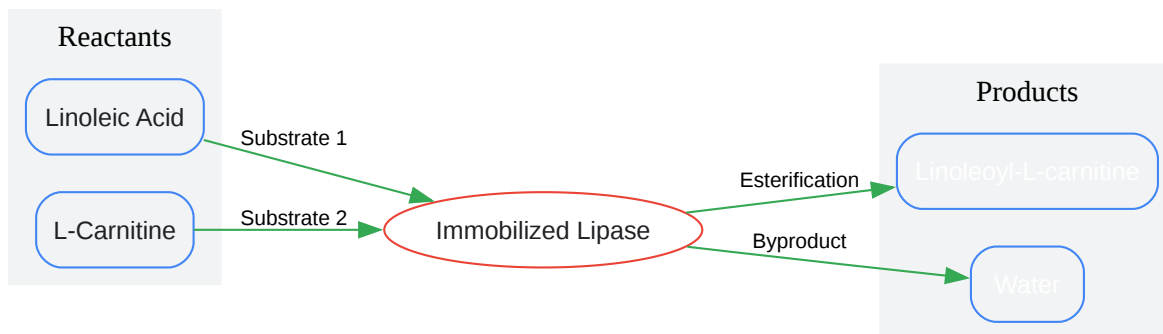 Reactants
Linoleic Acid
L-Carnitine
Substrate 1
Substrate 2
Immobilized Lipase
Esterification
Byproduct
Products
Linoleoyl-L-carnitine
Water